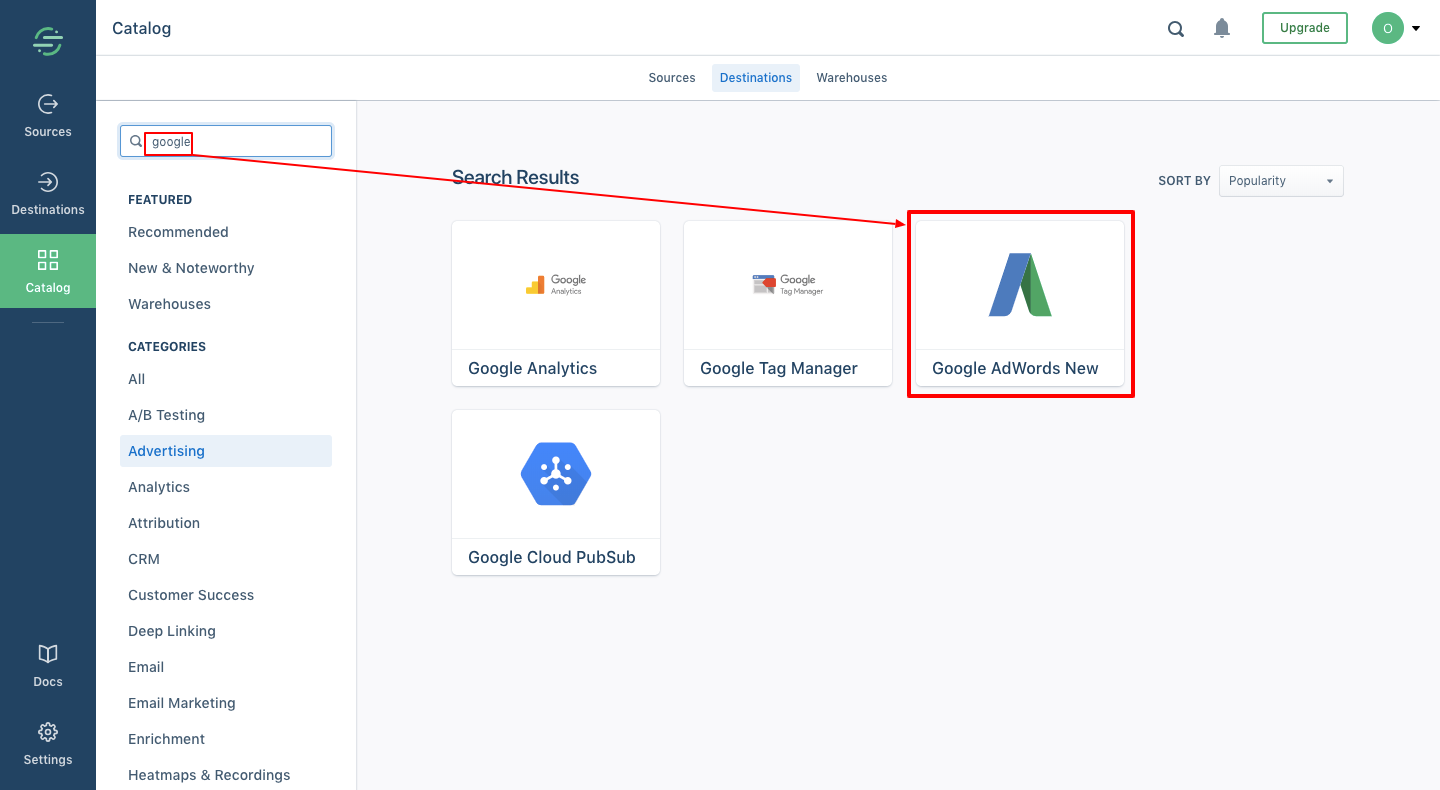 Catalog
Upgrade
O
Sources
Destinations
Warehouses
Sources
Destinations
Catalog
Docs
Settings
google
FEATURED
Recommended
New & Noteworthy
Warehouses
CATEGORIES
All
A/B Testing
Advertising
Analytics
Attribution
CRM
Customer Success
Deep Linking
Email
Email Marketing
Enrichment
Heatmaps & Recordings
Search Results
SORT BY
Popularity
Google
Analytics
Google Analytics
Google
Tag Manager
Google Tag Manager
Google AdWords New
Google Cloud PubSub